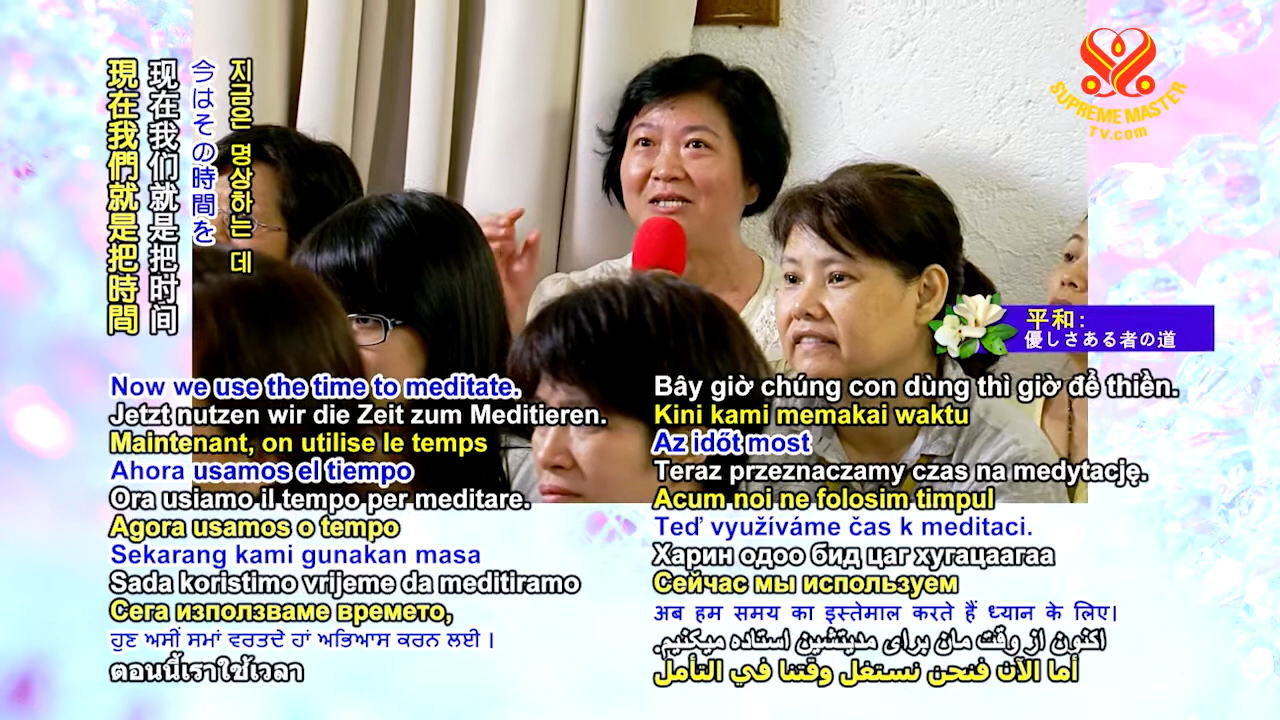 現在我們就是把時間
现在我们就是把时间
今はその時間を
지금은 명상하는 데
SUPREME MASTER
TV.com
平和:
優しさある者の道
Now we use the time to meditate.
Jetzt nutzen wir die Zeit zum Meditieren.
Maintenant, on utilise le temps
Ahora usamos el tiempo
Ora usiamo il tempo per meditare.
Agora usamos o tempo
Sekarang kami gunakan masa
Sada koristimo vrijeme da meditiramo
Сега използваме времето,
ਹੁਣ ਅਸੀਂ ਸਮਾਂ ਵਰਤਦੇ ਹਾਂ ਅਭਿਆਸ ਕਰਨ ਲਈ ।
ตอนนี้เราใช้เวลา
Bây giờ chúng con dùng thì giờ để thiền.
Kini kami memakai waktu
Az időt most
Teraz przeznaczamy czas na medytację.
Acum noi ne folosim timpul
Teď využíváme čas k meditaci.
Харин одоо бид цаг хугацаагаа
Сейчас мы используем
अब हम समय का इस्तेमाल करते हैं ध्यान के लिए।
اکنون از وقت مان برای مدیتشین استاده میکنیم.
أما الآن فنحن نستغل وقتنا في التأمل